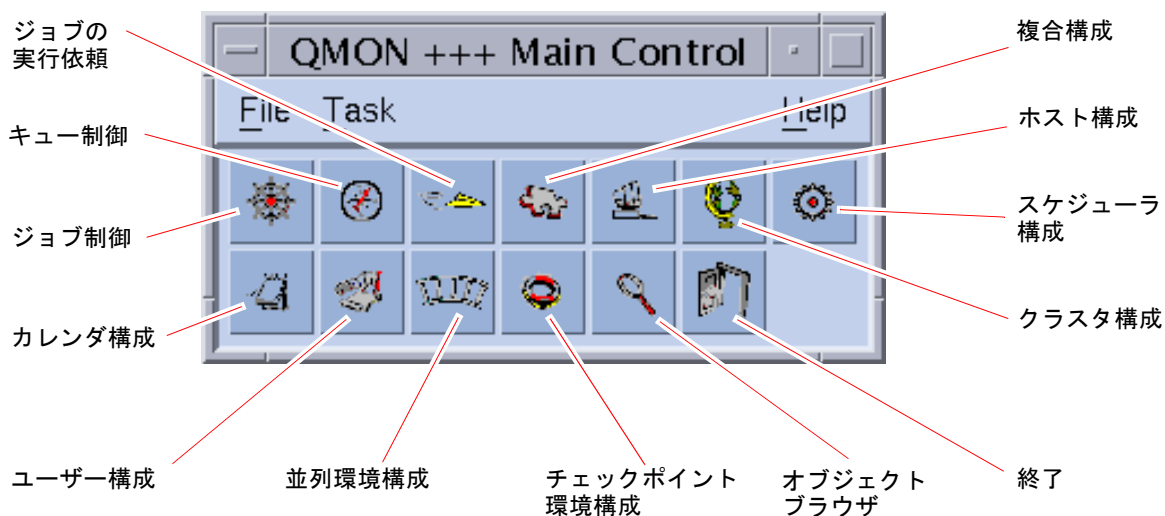 ジョブの
実行依頼
複合構成
QMON +++ Main Control
File Task Help
キュー制御
ホスト構成
ジョブ制御
スケジューラ
構成
カレンダ構成
クラスタ構成
ユーザー構成
並列環境構成
チェックポイント
環境構成
オブジェクト
ブラウザ
終了